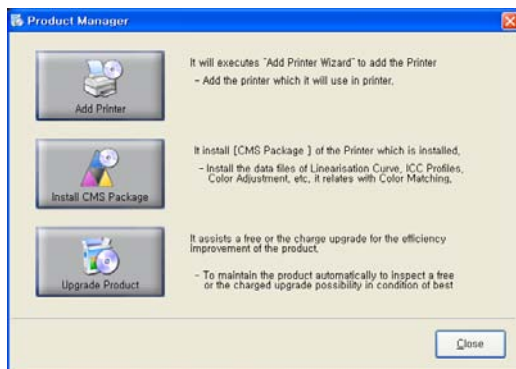 Product Manager
Add Printer
It will executes "Add Printer Wizard" to add the Printer
- Add the printer which it will use in printer.
Install CMS Package
It install [CMS Package ] of the Printer which is installed,
- Install the data files of Linearisation Curve, ICC Profiles,
Color Adjustment, etc, it relates with Color Matching,
Upgrade Product
It assists a free or the charge upgrade for the efficiency
improvement of the product,
- To maintain the product automatically to inspect a free
or the charged upgrade possibility in condition of best
Close